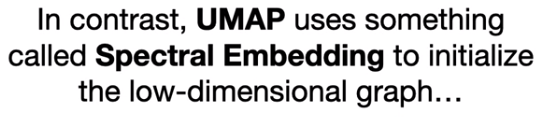 In contrast, UMAP uses something
called Spectral Embedding to initialize
the low-dimensional graph...